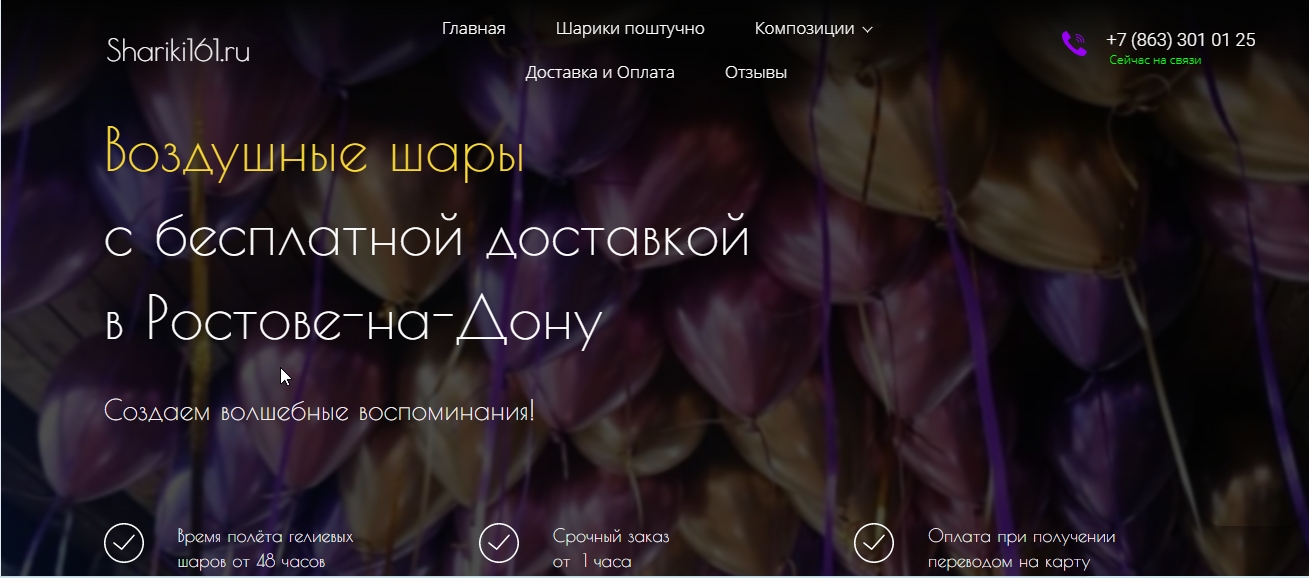 Shariki161.ru
Главная Шарики поштучно Композиции
Доставка и Оплата Отзывы
+7 (863) 301 01 25
Сейчас на связи
Воздушные шары
с бесплатной доставкой
в Ростове-на-Дону
Создаем волшебные воспоминания!
Время полёта гелиевых
шаров от 48 часов
Срочный заказ
от 1 часа
Оплата при получении
переводом на карту